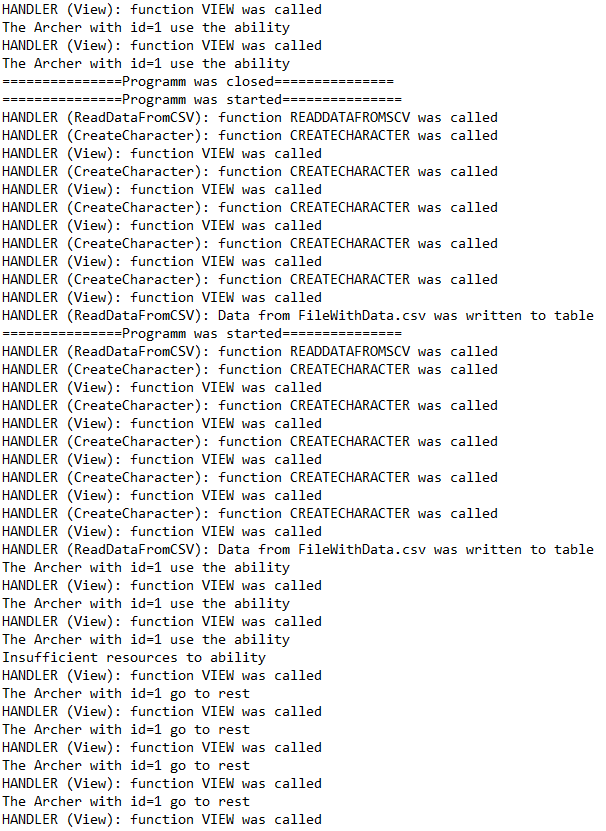 HANDLER (View): function VIEW was called
The Archer with id=1 use the ability
HANDLER (View): function VIEW was called
The Archer with id=1 use the ability
===============Programm was closed===============
===============Programm was started===============
HANDLER (ReadDataFromCSV): function READDATAFROMSCV was called
HANDLER (CreateCharacter): function CREATECHARACTER was called
HANDLER (View): function VIEW was called
HANDLER (CreateCharacter): function CREATECHARACTER was called
HANDLER (View): function VIEW was called
HANDLER (CreateCharacter): function CREATECHARACTER was called
HANDLER (View): function VIEW was called
HANDLER (CreateCharacter): function CREATECHARACTER was called
HANDLER (View): function VIEW was called
HANDLER (CreateCharacter): function CREATECHARACTER was called
HANDLER (View): function VIEW was called
HANDLER (ReadDataFromCSV): Data from FileWithData.csv was written to table
===============Programm was started===============
HANDLER (ReadDataFromCSV): function READDATAFROMSCV was called
HANDLER (CreateCharacter): function CREATECHARACTER was called
HANDLER (View): function VIEW was called
HANDLER (CreateCharacter): function CREATECHARACTER was called
HANDLER (View): function VIEW was called
HANDLER (CreateCharacter): function CREATECHARACTER was called
HANDLER (View): function VIEW was called
HANDLER (CreateCharacter): function CREATECHARACTER was called
HANDLER (View): function VIEW was called
HANDLER (CreateCharacter): function CREATECHARACTER was called
HANDLER (View): function VIEW was called
HANDLER (ReadDataFromCSV): Data from FileWithData.csv was written to table
The Archer with id=1 use the ability
HANDLER (View): function VIEW was called
The Archer with id=1 use the ability
HANDLER (View): function VIEW was called
The Archer with id=1 use the ability
Insufficient resources to ability
HANDLER (View): function VIEW was called
The Archer with id=1 go to rest
HANDLER (View): function VIEW was called
The Archer with id=1 go to rest
HANDLER (View): function VIEW was called
The Archer with id=1 go to rest
HANDLER (View): function VIEW was called
The Archer with id=1 go to rest
HANDLER (View): function VIEW was called